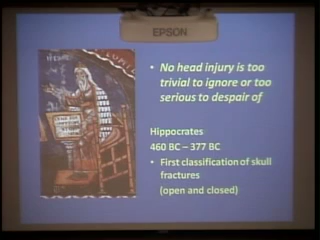 EPSON
• No head injury is too
trivial to ignore or too
serious to despair of
Hippocrates
460 BC – 377 BC
• First classification of skull
fractures
(open and closed)